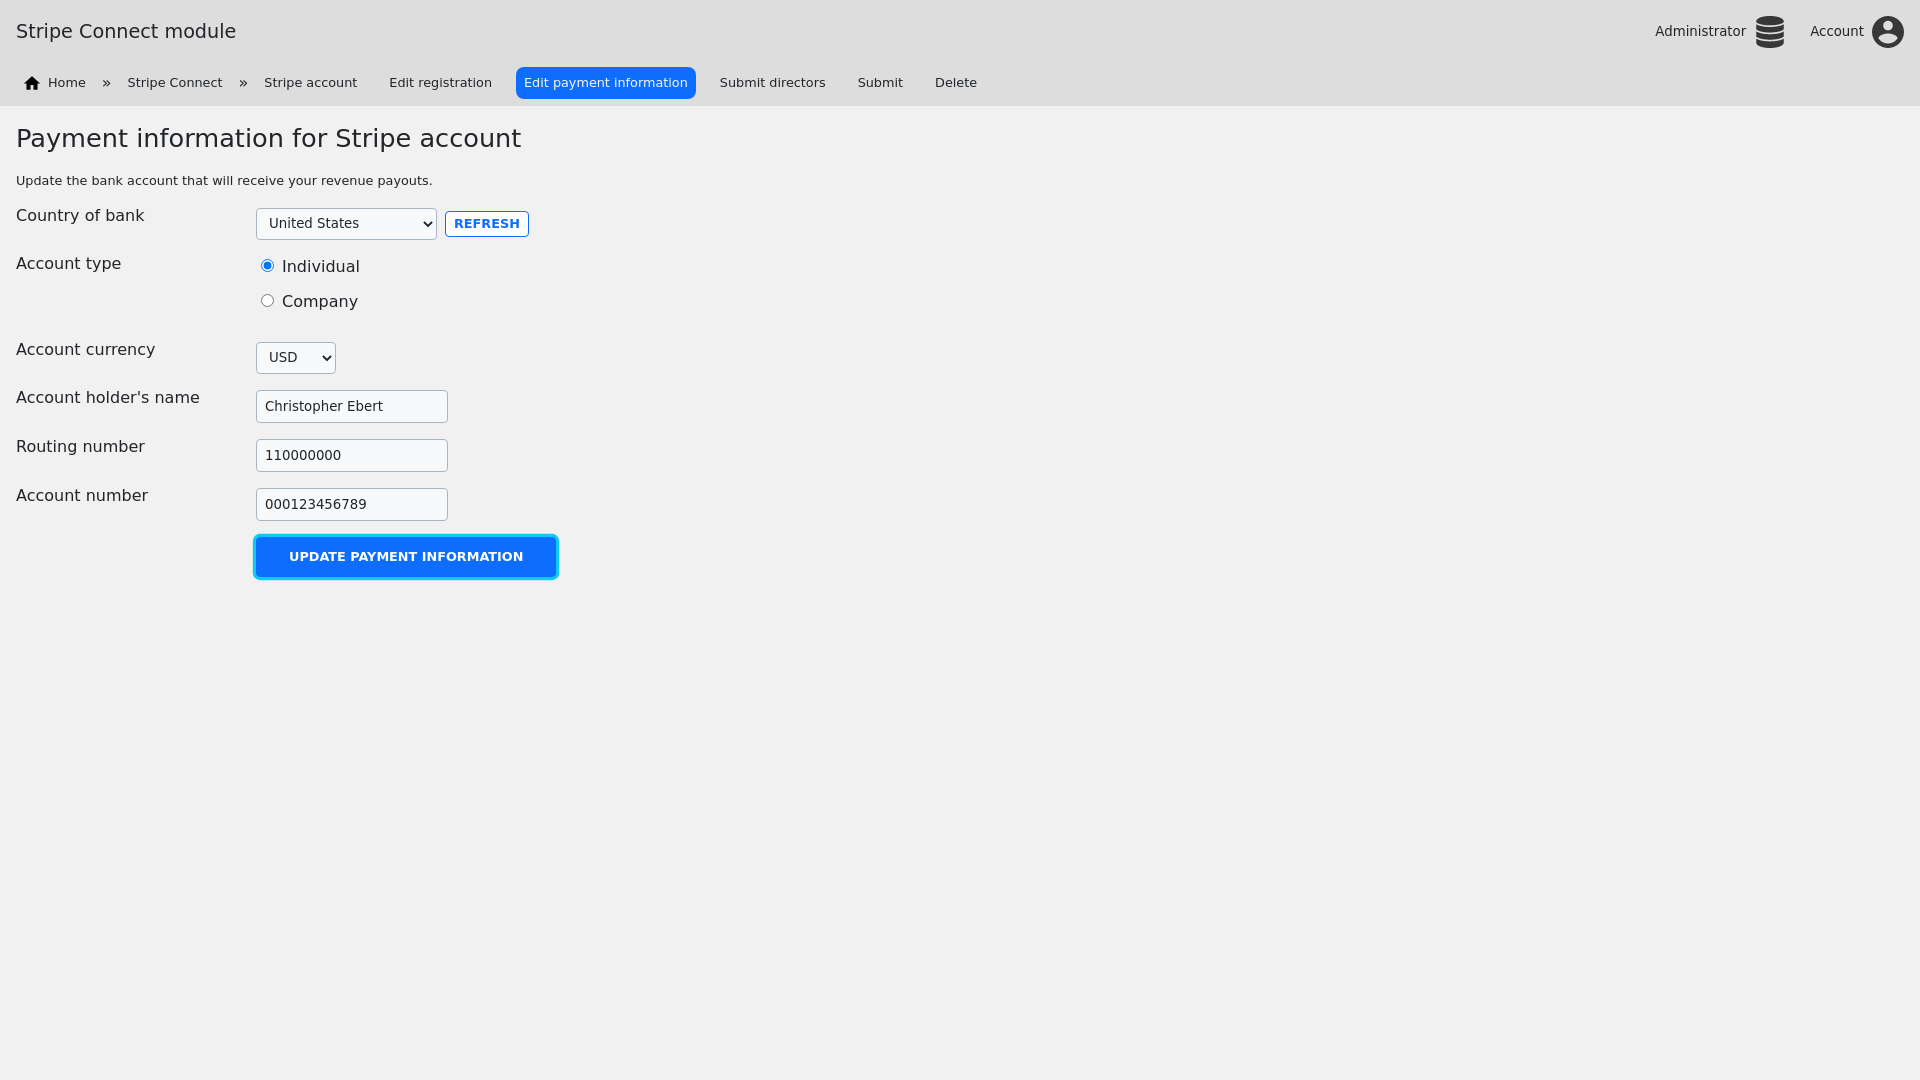 Stripe Connect module
Administrator
Account
Home » Stripe Connect » Stripe account Edit registration Edit payment information Submit directors Submit Delete
Payment information for Stripe account
Update the bank account that will receive your revenue payouts.
Country of bank United States REFRESH
Account type Individual
Company
Account currency USD
Account holder's name Christopher Ebert
Routing number 110000000
Account number 000123456789
UPDATE PAYMENT INFORMATION